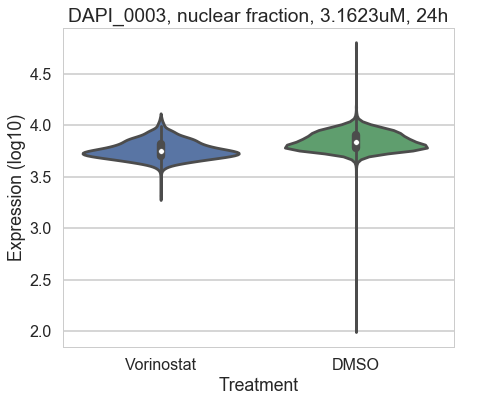 DAPI_0003, nuclear fraction, 3.1623uM, 24h
Expression (log10)
4.5
4.0
3.5
3.0
2.5
2.0
Vorinostat
DMSO
Treatment